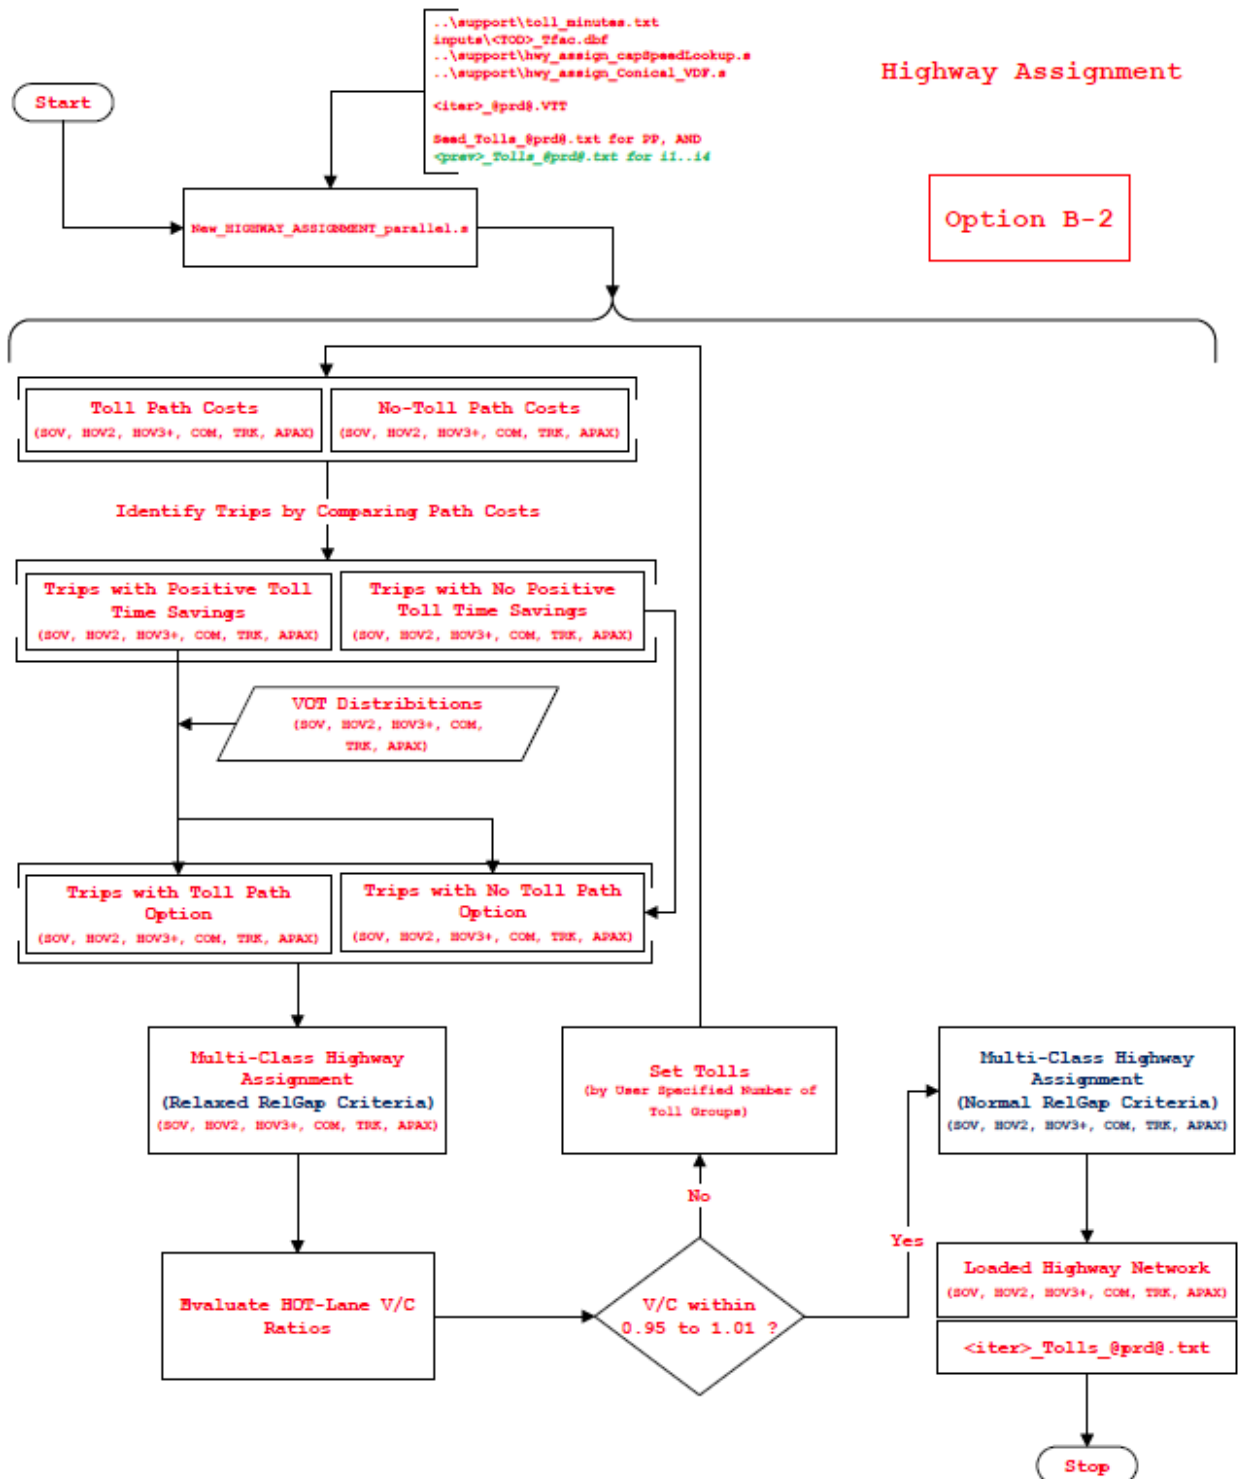 ..\support\toll_minutes.txt
inputs\<TOD>_Tfac.dbf
..\support\hwy_assign_capSpeedLookup.s
..\support\hwy_assign_Conical_VDF.s
<iter>_@prd@.VTT
Seed_Tolls_@prd@.txt for PP, AND
<prev>_Tolls_@prd@.txt for i1..i4
Highway Assignment
Start
Option B-2
New_HIGHWAY_ASSIGNMENT_parallel.s
Toll Path Costs
(SOV, HOV2, HOV3+, COM, TRK, APAX)
No-Toll Path Costs
(SOV, HOV2, HOV3+, COM, TRK, APAX)
Identify Trips by Comparing Path Costs
Trips with Positive Toll
Time Savings
(SOV, HOV2, HOV3+, COM, TRK, APAX)
Trips with No Positive
Toll Time Savings
(SOV, HOV2, HOV3+, COM, TRK, APAX)
VOT Distribitions
(SOV, HOV2, HOV3+, COM,
TRK, APAX)
Trips with Toll Path
Option
(SOV, HOV2, HOV3+, COM, TRK, APAX)
Trips with No Toll Path
Option
(SOV, HOV2, HOV3+, COM, TRK, APAX)
Multi-Class Highway
Assignment
(Relaxed RelGap Criteria)
(SOV, HOV2, HOV3+, COM, TRK, APAX)
Set Tolls
(by User Specified Number of
Toll Groups)
Multi-Class Highway
Assignment
(Normal RelGap Criteria)
(SOV, HOV2, HOV3+, COM, TRK, APAX)
No
Yes
Evaluate HOT-Lane V/C
Ratios
V/C within
0.95 to 1.01 ?
Loaded Highway Network
(SOV, HOV2, HOV3+, COM, TRK, APAX)
<iter>_Tolls_@prd@.txt
Stop